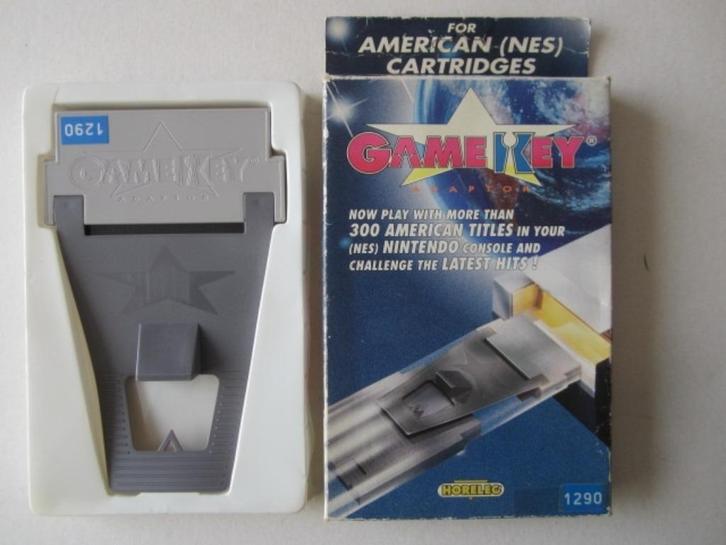 1290
GAMEKEY
ADAPTOR
FOR
AMERICAN (NES)
CARTRIDGES
GAMEKEY®
ADAPTOR
NOW PLAY WITH MORE THAN
300 AMERICAN TITLES IN YOUR
(NES) NINTENDO CONSOLE AND
CHALLENGE THE LATEST HITS !
HORELEC
1290